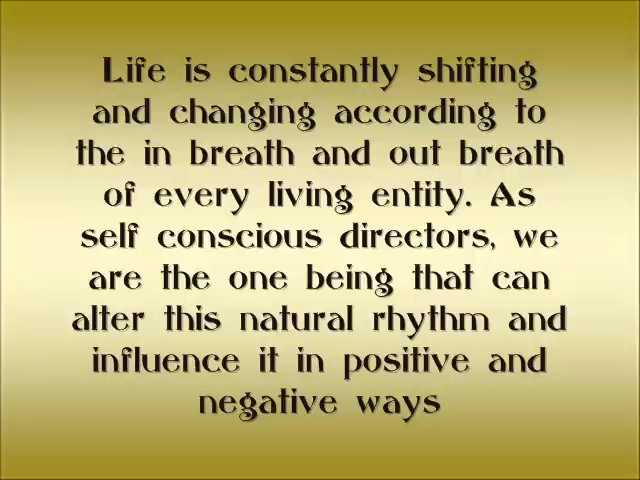 Life is constantly shifting
and changing according to
the in breath and out breath
of every living entity. As
self conscious directors, we
are the one being that can
alter this natural rhythm and
influence it in positive and
negative ways